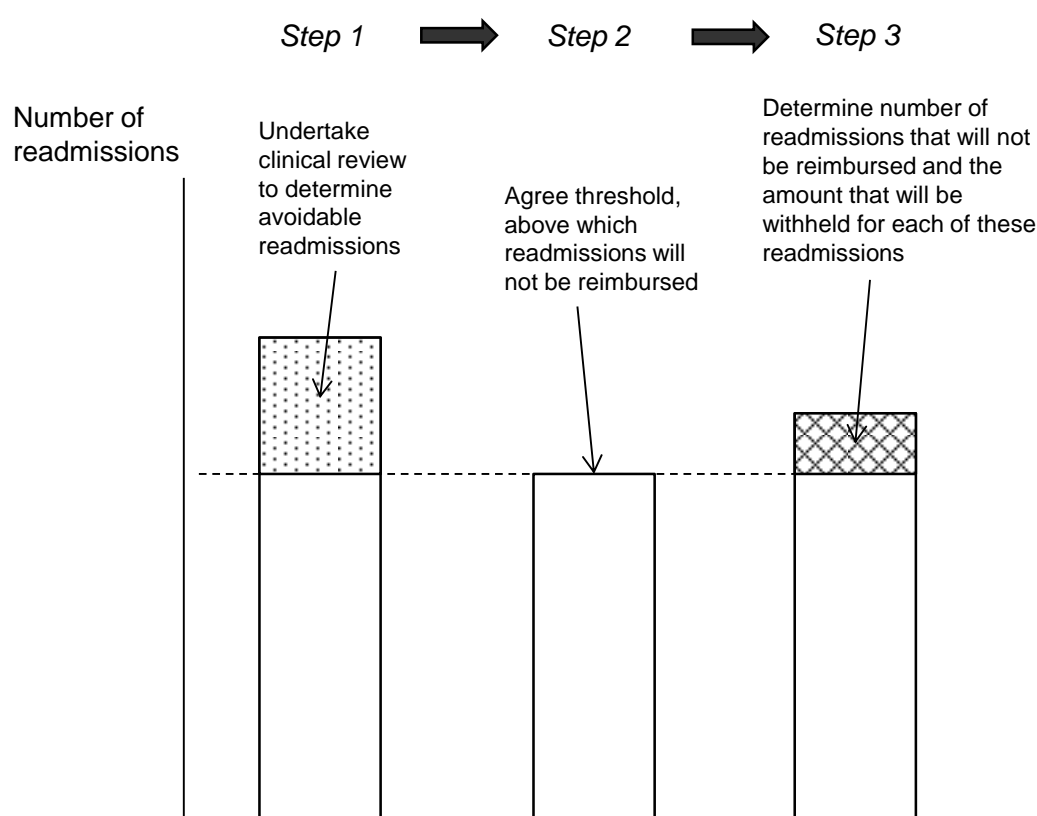 Step 1
Step 2
Step 3
Number of
readmissions
Undertake
clinical review
to determine
avoidable
readmissions
Agree threshold,
above which
readmissions will
not be reimbursed
Determine number of
readmissions that will not
be reimbursed and the
amount that will be
withheld for each of these
readmissions